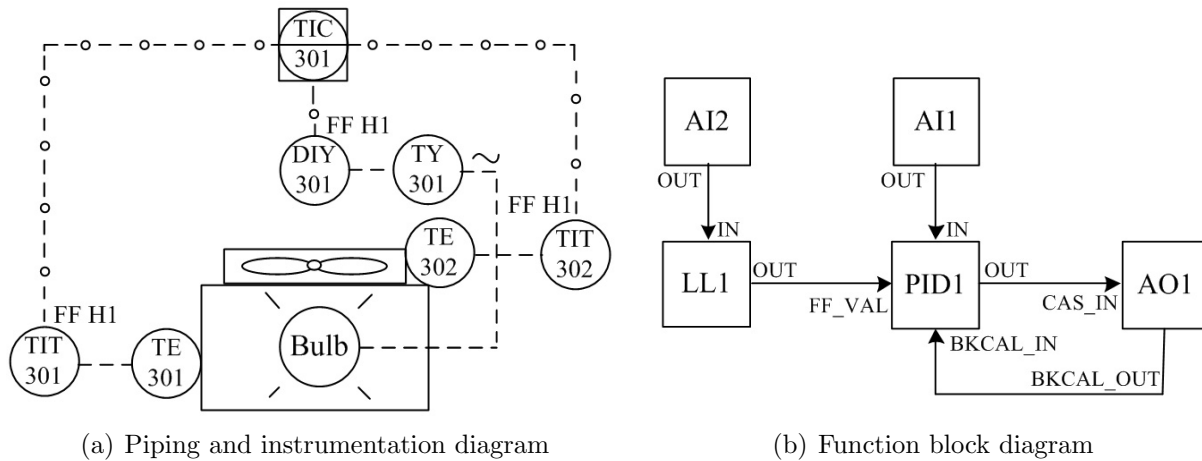 TIC
301
FF H1
DIY
301
TY
301
~
FF H1
TE
302
TIT
302
FF H1
TIT
301
TE
301
Bulb
(a) Piping and instrumentation diagram
AI2
AI1
OUT
OUT
IN
IN
LL1
OUT
FF_VAL
PID1
OUT
CAS_IN
AO1
BKCAL_IN
BKCAL_OUT
(b) Function block diagram